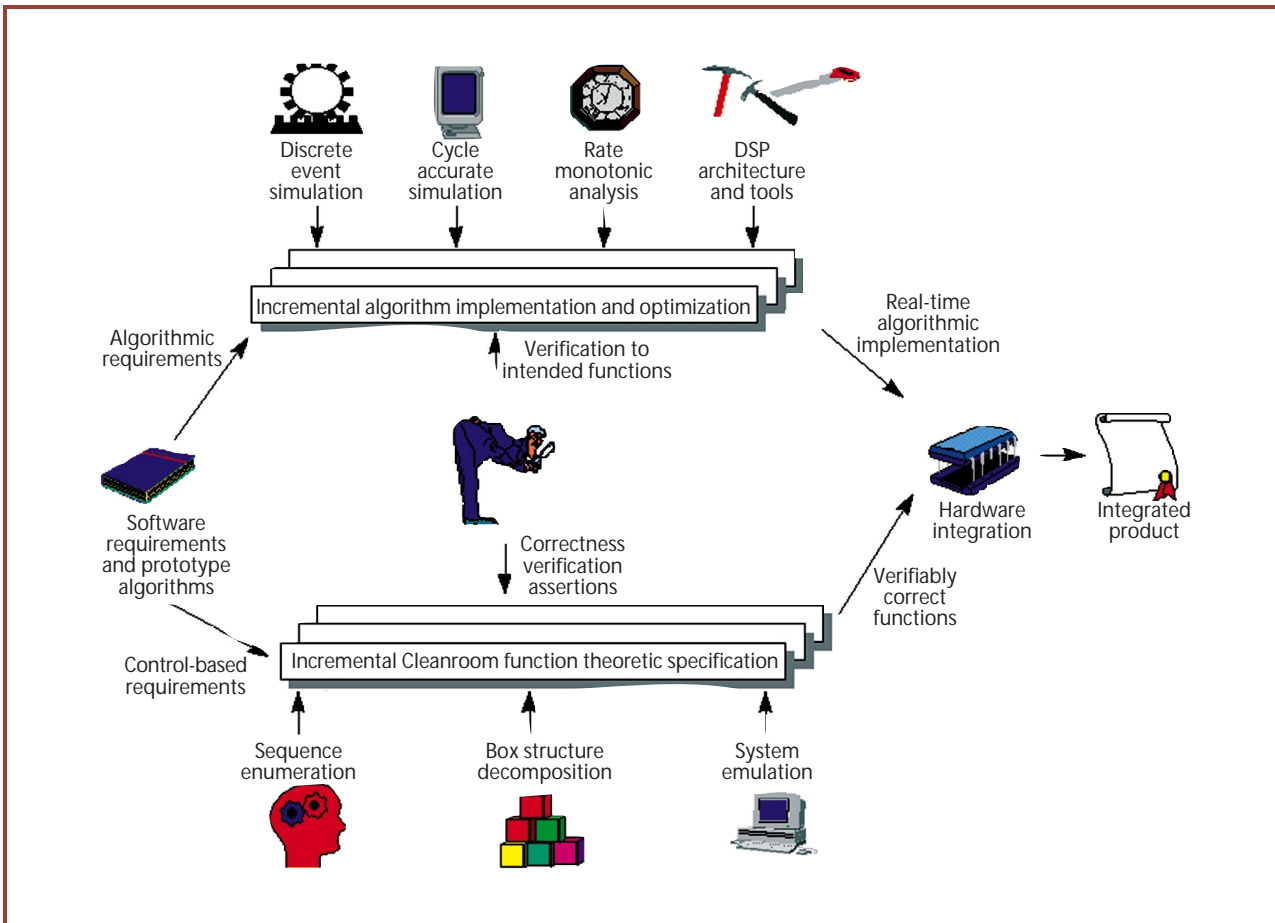 Discrete
event
simulation
Cycle
accurate
simulation
Rate
monotonic
analysis
DSP
architecture
and tools
Incremental algorithm implementation and optimization
Algorithmic
requirements
Verification to
intended functions
Real-time
algorithmic
implementation
Software
requirements
and prototype
algorithms
Correctness
verification
assertions
Hardware
integration
Integrated
product
Verifiably
correct
functions
Control-based
requirements
Incremental Cleanroom function theoretic specification
Sequence
enumeration
Box structure
decomposition
System
emulation